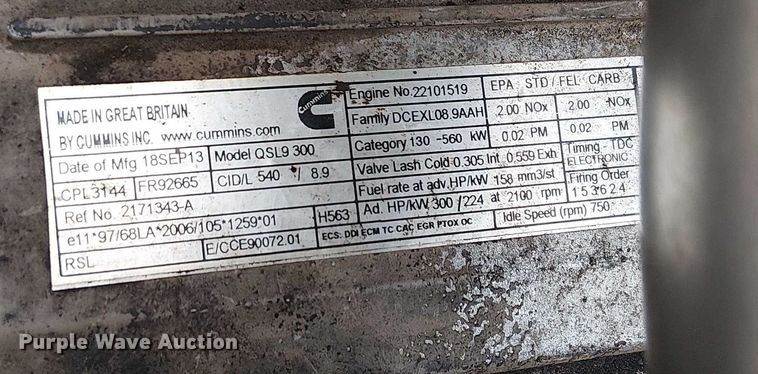 MADE IN GREAT BRITAIN
BY CUMMINS INC. www.cummins.com
Cummins
Date of Mfg 18SEP13 Model QSL9 300
CPL3144 FR92665 CID/L 540 / 8.9
Ref No. 2171343-A
e11*97/68LA*2006/105*1259*01 H563
RSL E/CCE90072.01 ECS: DDI ECM TC CAC EGR PTOX OC
Engine No.22101519 EPA STD / FEL CARB
Family DCEXL08.9AAH 2.00 NOx 2.00 NOx
Category 130 -560 kW 0.02 PM 0.02 PM
Valve Lash Cold 0.305 Int 0.559 Exh Timing - TDC
ELECTRONIC
Fuel rate at adv.HP/kW 158 mm3/st Firing Order
Ad. HP/kW 300 /224 at 2100 rpm 1 5 3 6 2 4
Idle Speed (rpm) 750
Purple Wave Auction